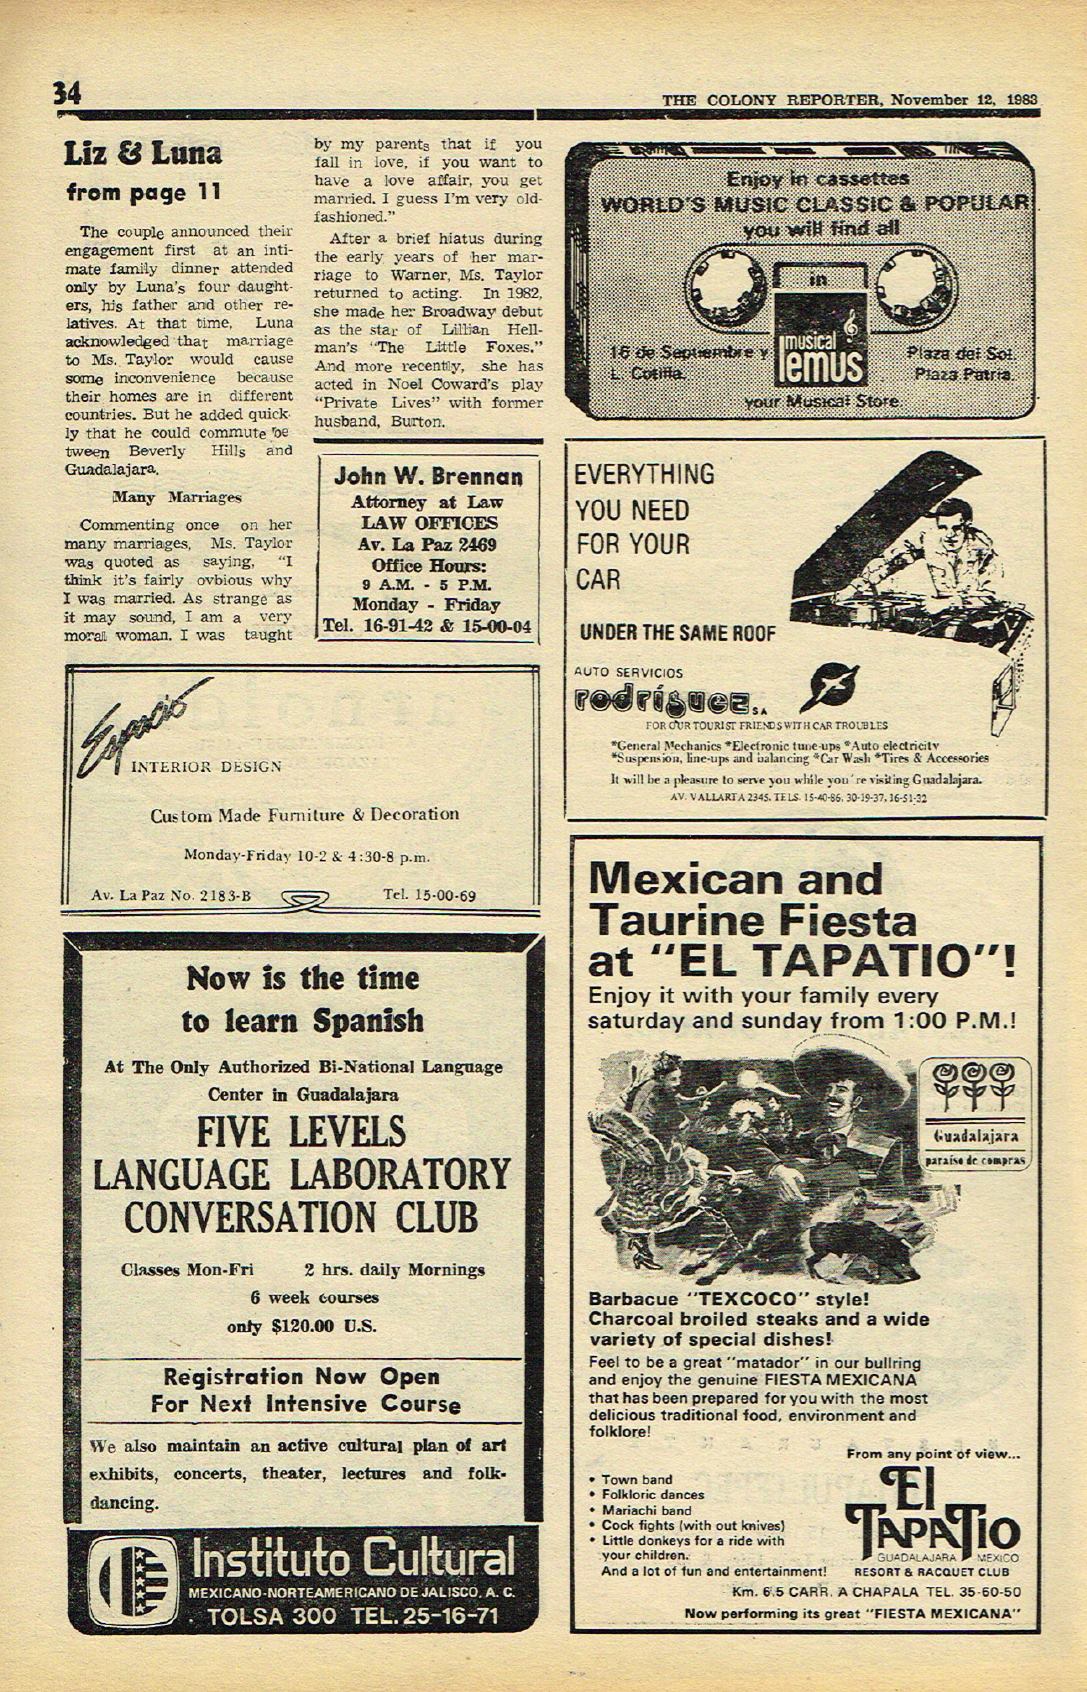 34
THE COLONY REPORTER, November 12, 1983
Liz & Luna
from page 11
The couple announced their
engagement first at an inti-
mate family dinner attended
only by Luna's four daught-
ers, his father and other re-
latives. At that time, Luna
acknowledged that marriage
to Ms. Taylor would cause
some inconvenience because
their homes are in different
countries. But he added quick-
ly that he could commute be
tween Beverly Hills and
Guadalajara.
Many Marriages
Commenting once on her
many marriages, Ms. Taylor
was quoted as saying, "I
think it's fairly ovbious why
I was married. As strange as
it may sound, I am a very
moral woman. I was taught
by my parents that if you
fall in love, if you want to
have a love affair, you get
married. I guess I'm very old-
fashioned."
After a brief hiatus during
the early years of her mar-
riage to Warner, Ms. Taylor
returned to acting. In 1982,
she made her Broadway debut
as the star of Lillian Hell-
man's "The Little Foxes."
And more recently, she has
acted in Noel Coward's play
"Private Lives" with former
husband, Burton.
John W. Brennan
Attorney at Law
LAW OFFICES
Av. La Paz 2469
Office Hours:
9 A.M. - 5 P.M.
Monday - Friday
Tel. 16-91-42 & 15-00-04
Espacio
INTERIOR DESIGN
Custom Made Furniture & Decoration
Monday-Friday 10-2 & 4:30-8 p.m.
Av. La Paz No. 2183-B Tel. 15-00-69
Now is the time
to learn Spanish
At The Only Authorized Bi-National Language
Center in Guadalajara
FIVE LEVELS
LANGUAGE LABORATORY
CONVERSATION CLUB
Classes Mon-Fri 2 hrs. daily Mornings
6 week courses
only $120.00 U.S.
Registration Now Open
For Next Intensive Course
We also maintain an active cultural plan of art
exhibits, concerts, theater, lectures and folk-
dancing.
Instituto Cultural
MEXICANO-NORTEAMERICANO DE JALISCO, A. C.
TOLSA 300 TEL. 25-16-71
Enjoy in cassettes
WORLD'S MUSIC CLASSIC & POPULAR
you will find all
in
musical
lemus
16 de Septiembre y
L. Cotilla.
Plaza del Sol.
Plaza Patria.
your Musical Store.
EVERYTHING
YOU NEED
FOR YOUR
CAR
UNDER THE SAME ROOF
AUTO SERVICIOS
rodríguez S A
FOR OUR TOURIST FRIENDS WITH CAR TROUBLES
*General Mechanics *Electronic tune-ups *Auto electricity
*Suspension, line-ups and balancing *Car Wash *Tires & Accessories
It will be a pleasure to serve you while you're visiting Guadalajara.
AV. VALLARTA 2345. TELS. 15-40-86, 30-19-37, 16-51-32
Mexican and
Taurine Fiesta
at "EL TAPATIO"!
Enjoy it with your family every
saturday and sunday from 1:00 P.M.!
Guadalajara
paraíso de compras
Barbacue "TEXCOCO" style!
Charcoal broiled steaks and a wide
variety of special dishes!
Feel to be a great "matador" in our bullring
and enjoy the genuine FIESTA MEXICANA
that has been prepared for you with the most
delicious traditional food, environment and
folklore!
From any point of view...
• Town band
• Folkloric dances
• Mariachi band
• Cock fights (with out knives)
• Little donkeys for a ride with
your children.
And a lot of fun and entertainment!
El
TAPATIO
GUADALAJARA MEXICO
RESORT & RACQUET CLUB
Km. 6.5 CARR. A CHAPALA TEL. 35-60-50
Now performing its great "FIESTA MEXICANA"